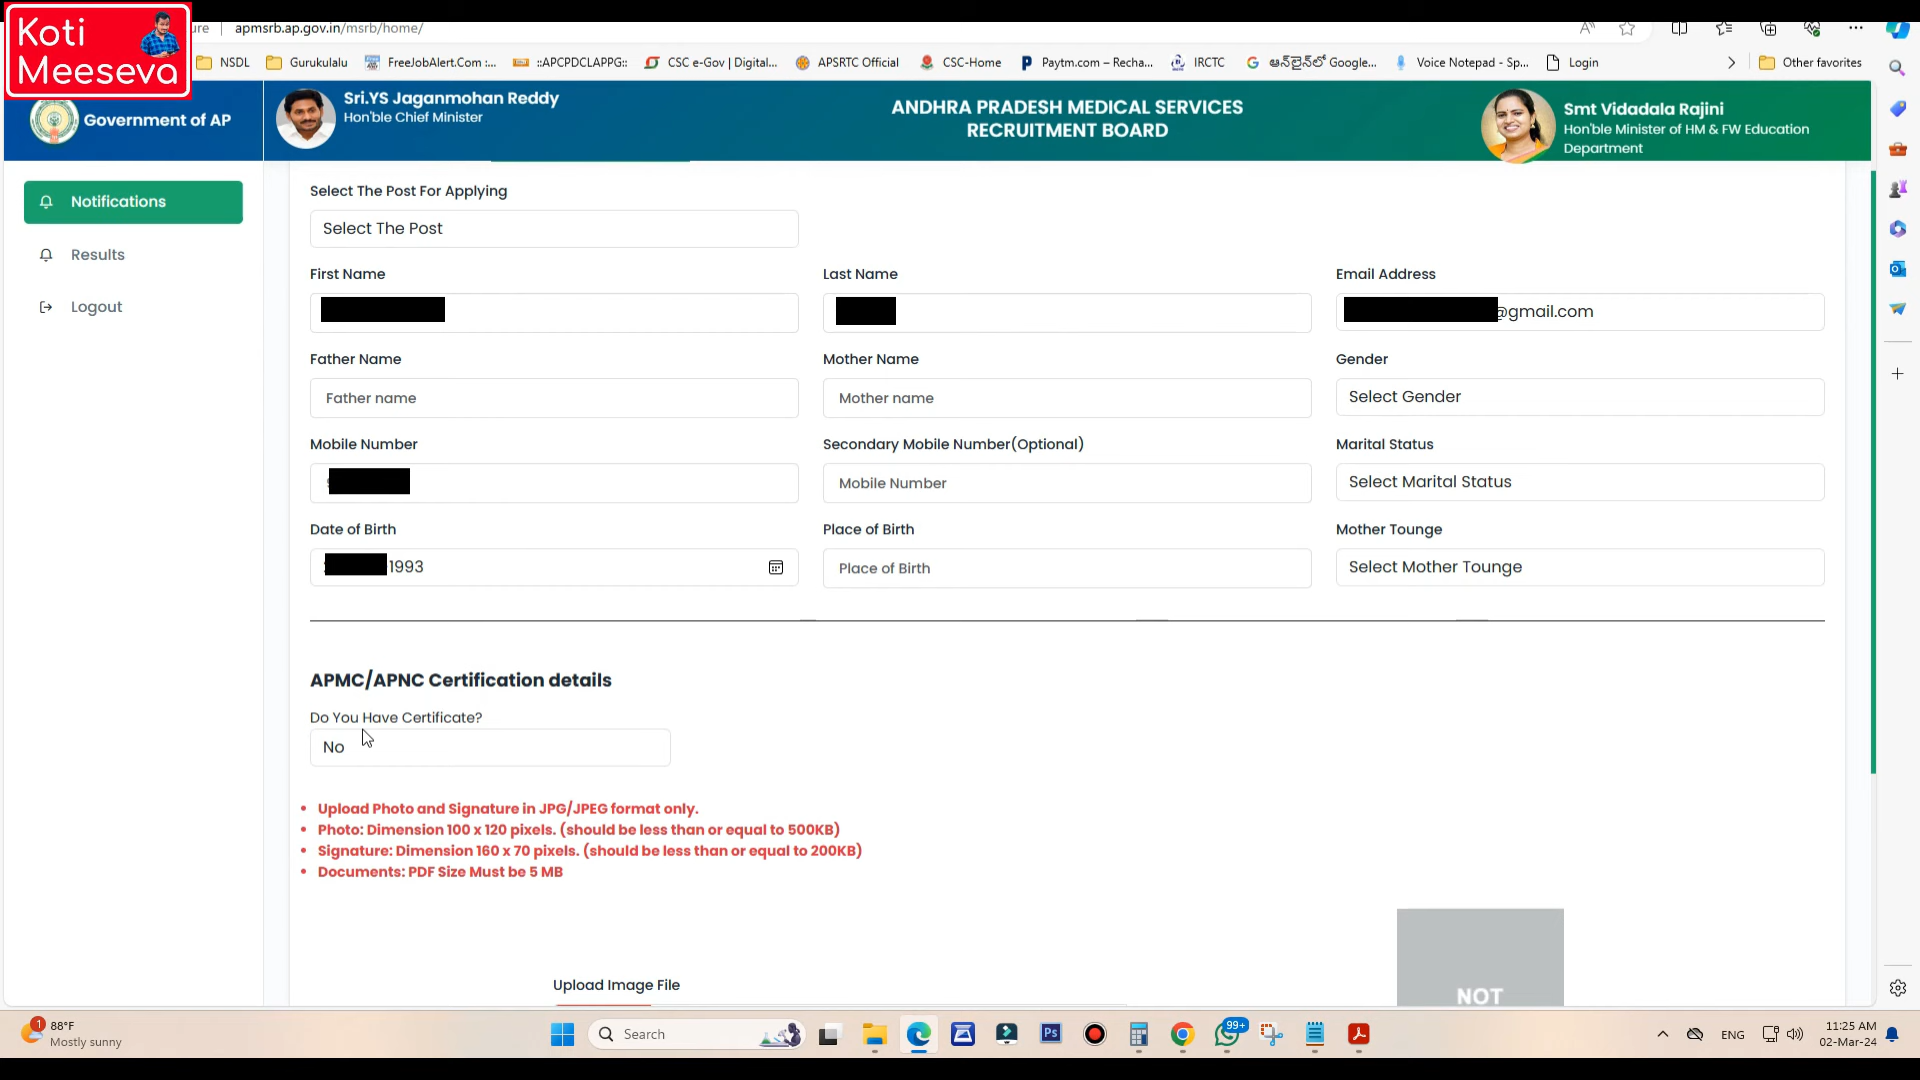 Koti
Meeseva
ure
apmsrb.ap.gov.in/msrb/home/
NSDL
Gurukulalu
FreeJobAlert.Com :...
::APCPDCLAPPG::
CSC e-Gov | Digital...
APSRTC Official
CSC-Home
Paytm.com – Recha...
IRCTC
ఆన్‌లైన్‌లో Google...
Voice Notepad - Sp...
Login
Other favorites
Government of AP
Sri.YS Jaganmohan Reddy
Hon'ble Chief Minister
ANDHRA PRADESH MEDICAL SERVICES
RECRUITMENT BOARD
Smt Vidadala Rajini
Hon'ble Minister of HM & FW Education
Department
Notifications
Results
Logout
Select The Post For Applying
Select The Post
First Name
Last Name
Email Address
@gmail.com
Father Name
Mother Name
Gender
Father name
Mother name
Select Gender
Mobile Number
Secondary Mobile Number(Optional)
Marital Status
Mobile Number
Select Marital Status
Date of Birth
Place of Birth
Mother Tounge
1993
Place of Birth
Select Mother Tounge
APMC/APNC Certification details
Do You Have Certificate?
No
• Upload Photo and Signature in JPG/JPEG format only.
• Photo: Dimension 100 x 120 pixels. (should be less than or equal to 500KB)
• Signature: Dimension 160 x 70 pixels. (should be less than or equal to 200KB)
• Documents: PDF Size Must be 5 MB
Upload Image File
NOT
1
88°F
Mostly sunny
Search
Ps
99+
ENG
11:25 AM
02-Mar-24